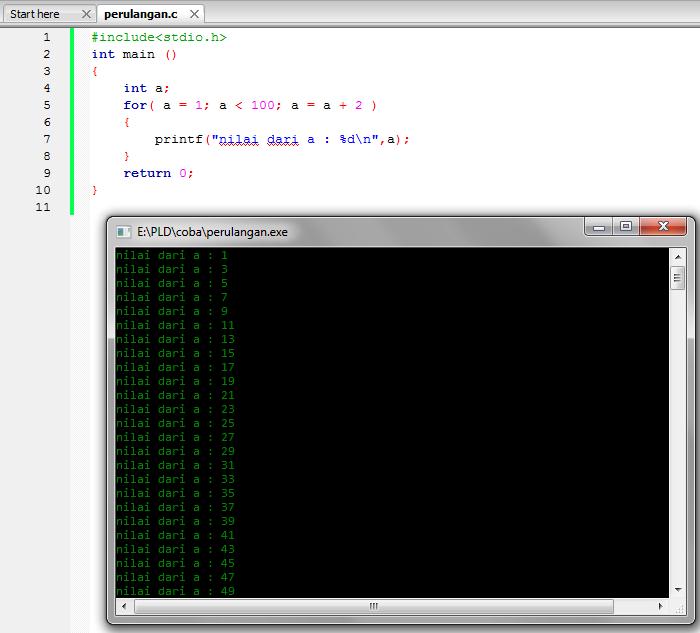 Start here
perulangan.c
1 #include<stdio.h>
2 int main ()
3 {
4 int a;
5 for( a = 1; a < 100; a = a + 2 )
6 {
7 printf("nilai dari a : %d\n",a);
8 }
9 return 0;
10 }
11
E:\PLD\coba\perulangan.exe
nilai dari a : 1
nilai dari a : 3
nilai dari a : 5
nilai dari a : 7
nilai dari a : 9
nilai dari a : 11
nilai dari a : 13
nilai dari a : 15
nilai dari a : 17
nilai dari a : 19
nilai dari a : 21
nilai dari a : 23
nilai dari a : 25
nilai dari a : 27
nilai dari a : 29
nilai dari a : 31
nilai dari a : 33
nilai dari a : 35
nilai dari a : 37
nilai dari a : 39
nilai dari a : 41
nilai dari a : 43
nilai dari a : 45
nilai dari a : 47
nilai dari a : 49